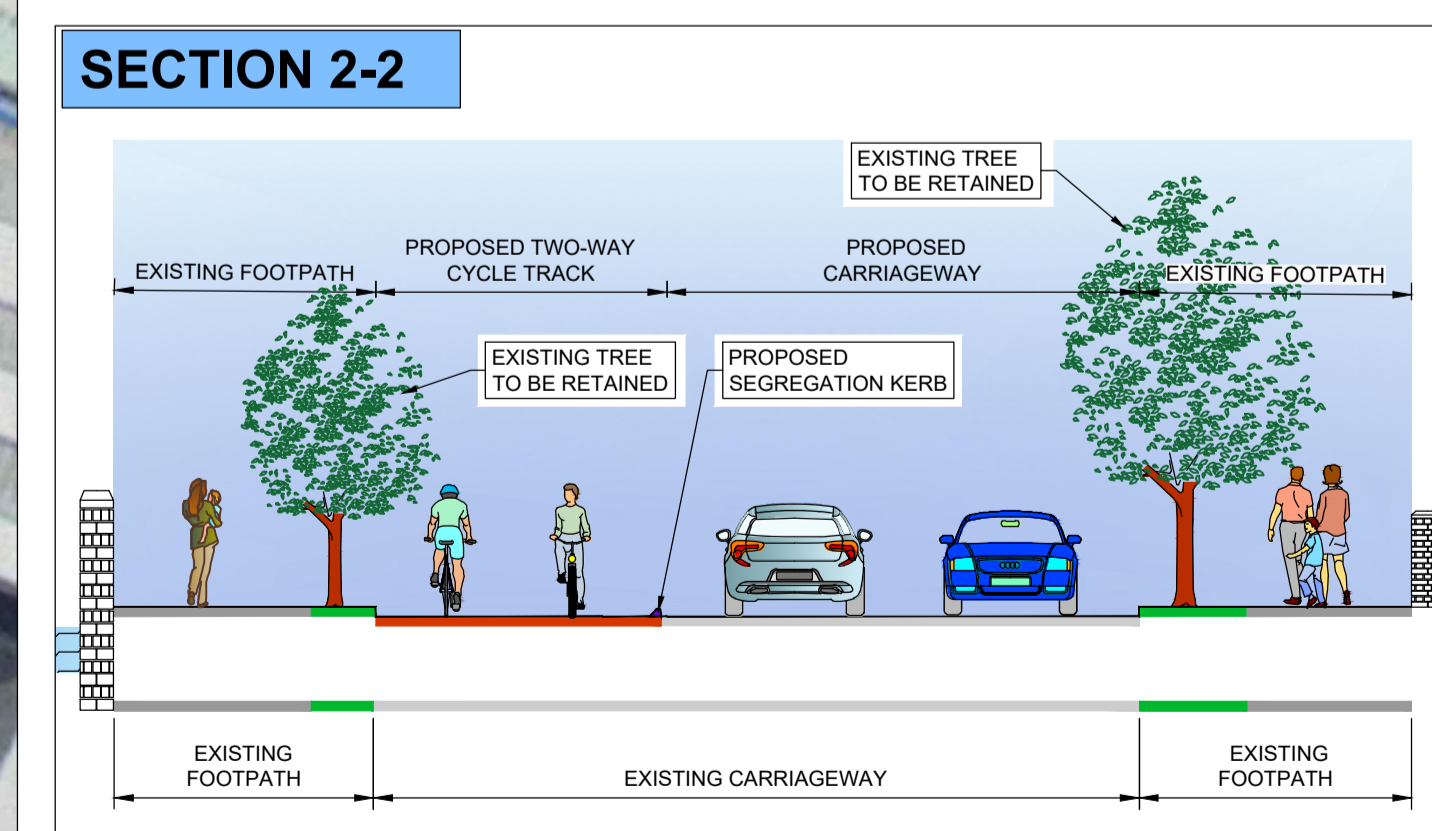 SECTION 2-2
EXISTING TREE
TO BE RETAINED
EXISTING FOOTPATH
PROPOSED TWO-WAY
CYCLE TRACK
PROPOSED
CARRIAGEWAY
EXISTING FOOTPATH
EXISTING TREE
TO BE RETAINED
PROPOSED
SEGREGATION KERB
EXISTING
FOOTPATH
EXISTING CARRIAGEWAY
EXISTING
FOOTPATH